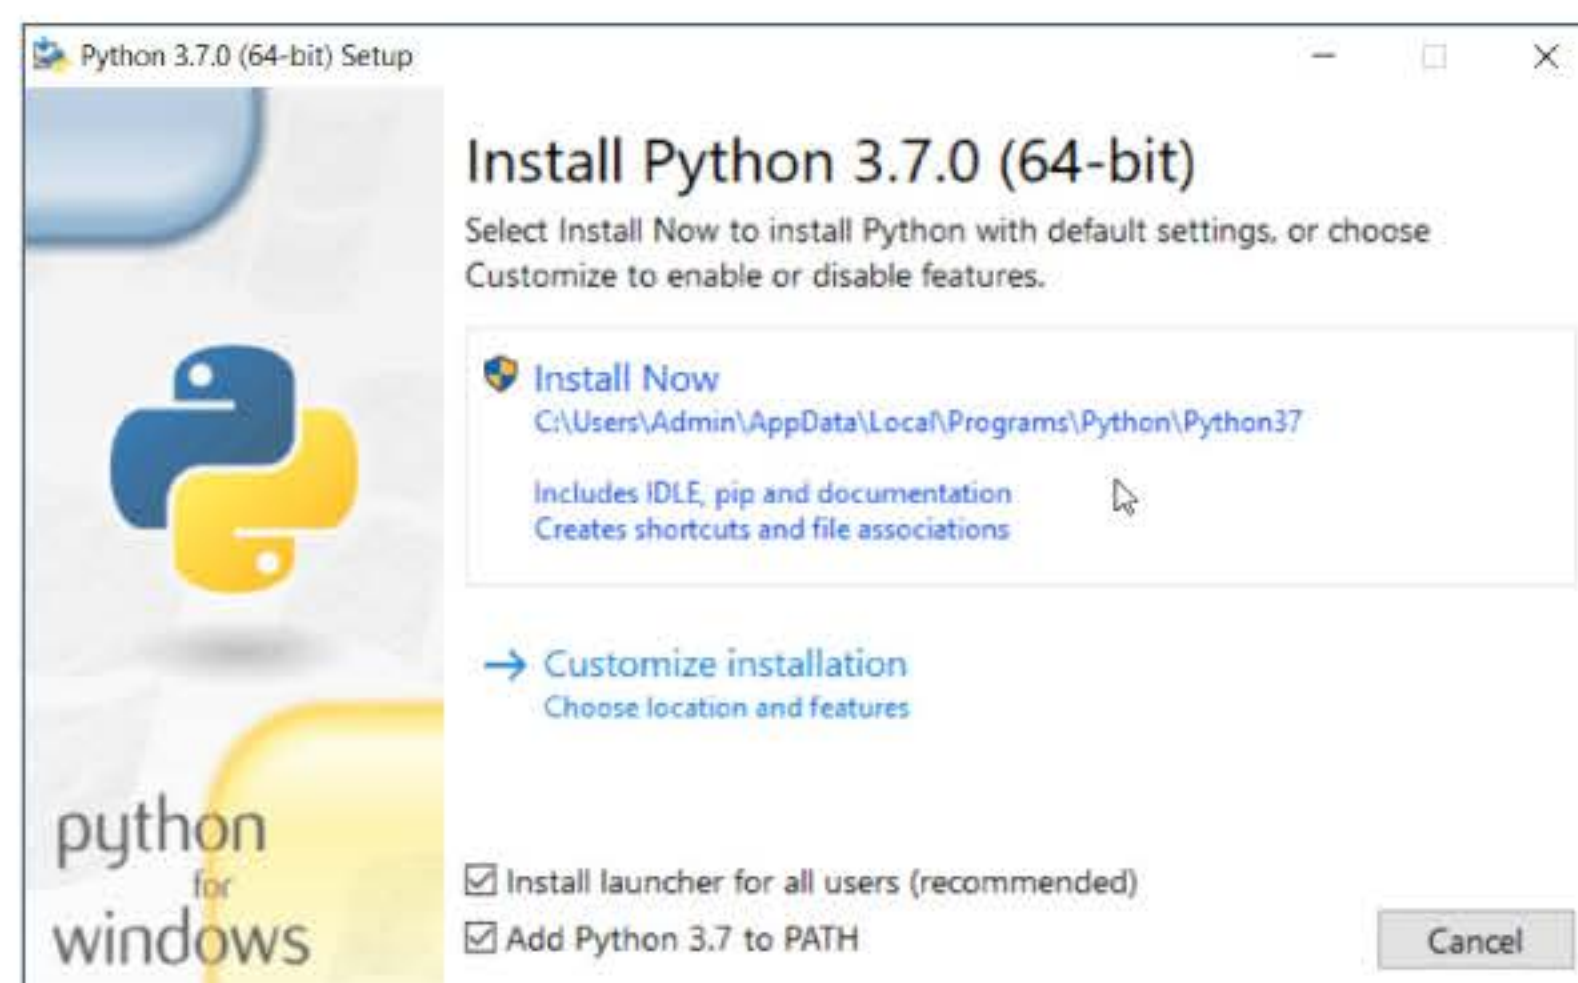 Python 3.7.0 (64-bit) Setup
Install Python 3.7.0 (64-bit)
Select Install Now to install Python with default settings, or choose
Customize to enable or disable features.
Install Now
C:\Users\Admin\AppData\Local\Programs\Python\Python37
Includes IDLE, pip and documentation
Creates shortcuts and file associations
Customize installation
Choose location and features
python
for
windows
Install launcher for all users (recommended)
Add Python 3.7 to PATH
Cancel